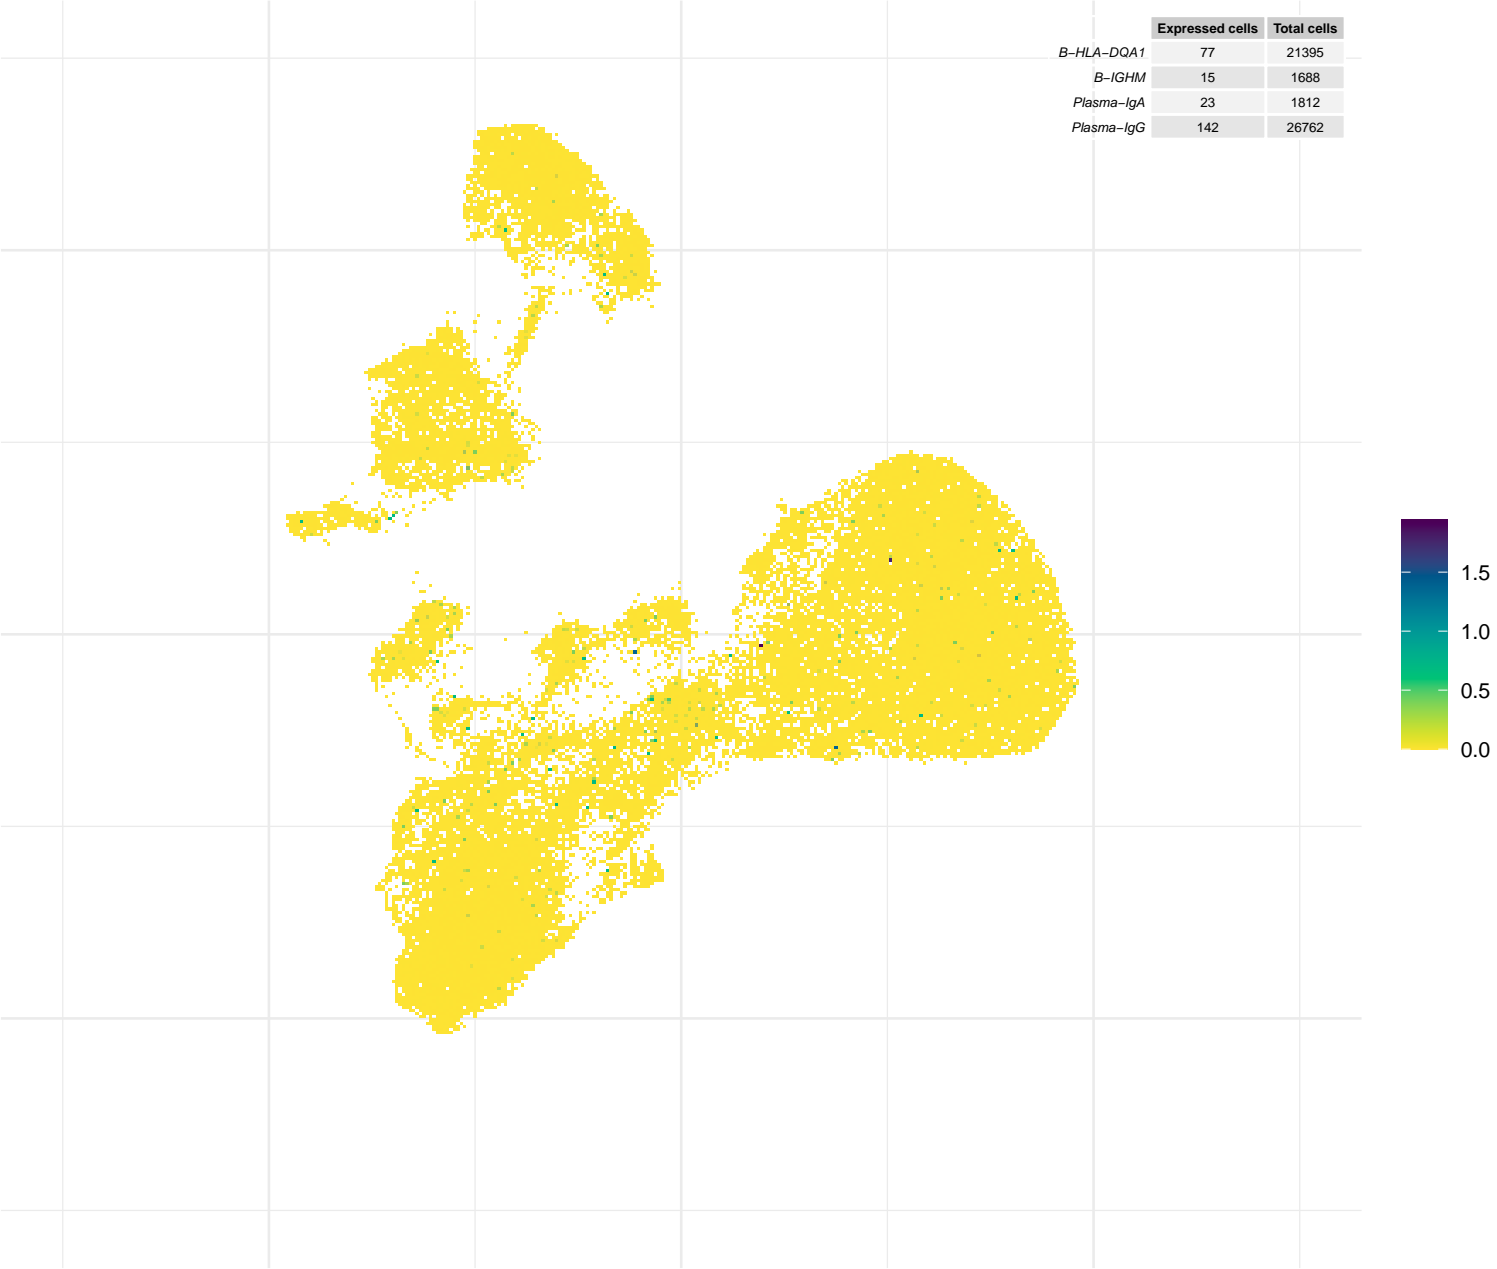 Expressed cells Total cells
B−HLA−DQA1 77 21395
B−IGHM 15 1688
Plasma−IgA 23 1812
Plasma−IgG 142 26762
1.5
1.0
0.5
0.0